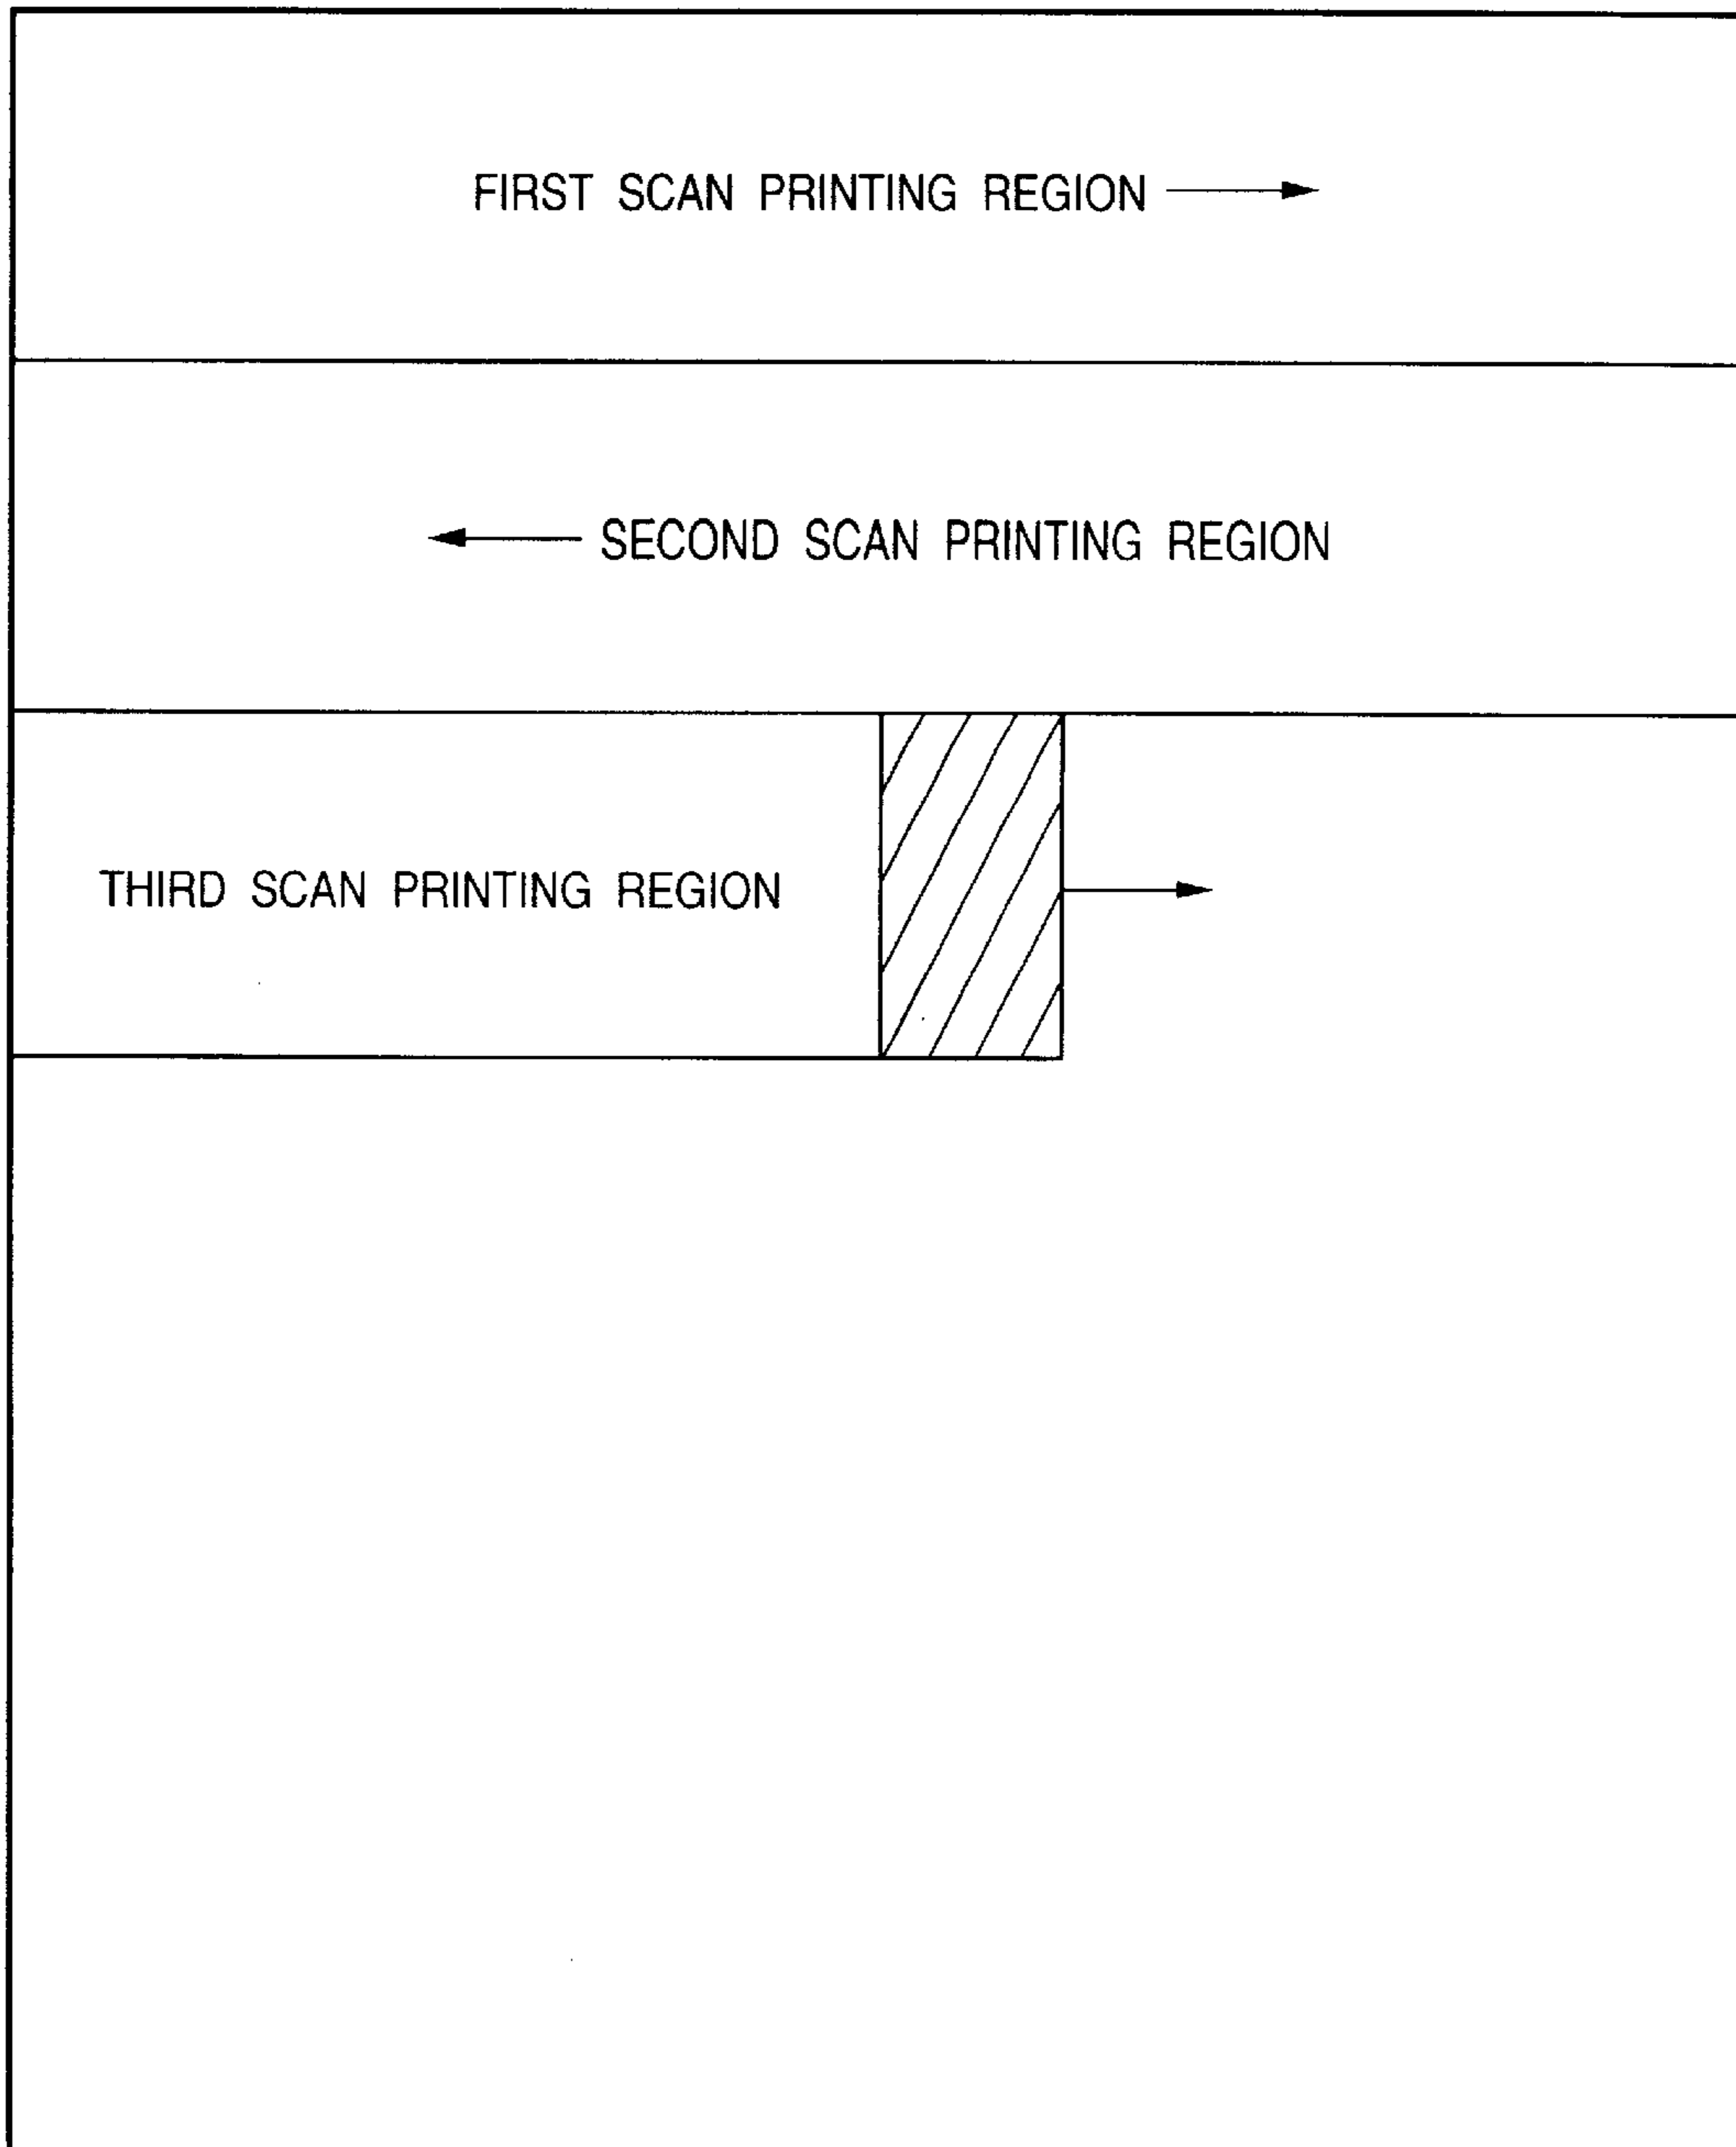 FIRST SCAN PRINTING REGION
SECOND SCAN PRINTING REGION
THIRD SCAN PRINTING REGION